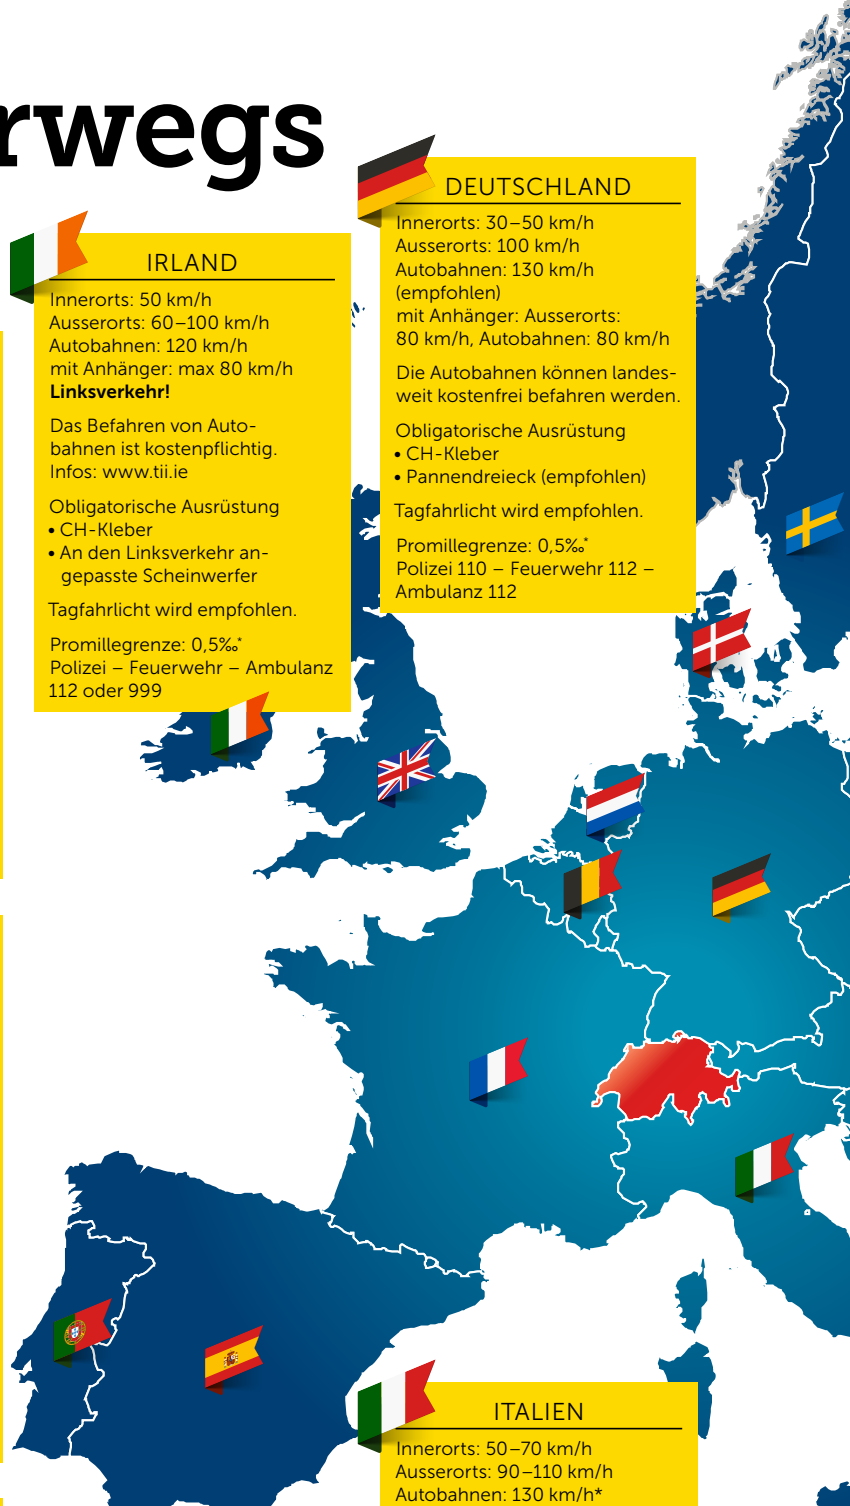 rwegs
IRLAND
Innerorts: 50 km/h
Ausserorts: 60–100 km/h
Autobahnen: 120 km/h
mit Anhänger: max 80 km/h
Linksverkehr!
Das Befahren von Auto-
bahnen ist kostenpflichtig.
Infos: www.tii.ie
Obligatorische Ausrüstung
• CH-Kleber
• An den Linksverkehr an-
gepasste Scheinwerfer
Tagfahrlicht wird empfohlen.
Promillegrenze: 0,5‰*
Polizei – Feuerwehr – Ambulanz
112 oder 999
DEUTSCHLAND
Innerorts: 30–50 km/h
Ausserorts: 100 km/h
Autobahnen: 130 km/h
(empfohlen)
mit Anhänger: Ausserorts:
80 km/h, Autobahnen: 80 km/h
Die Autobahnen können landes-
weit kostenfrei befahren werden.
Obligatorische Ausrüstung
• CH-Kleber
• Pannendreieck (empfohlen)
Tagfahrlicht wird empfohlen.
Promillegrenze: 0,5‰*
Polizei 110 – Feuerwehr 112 –
Ambulanz 112
ITALIEN
Innerorts: 50–70 km/h
Ausserorts: 90–110 km/h
Autobahnen: 130 km/h*